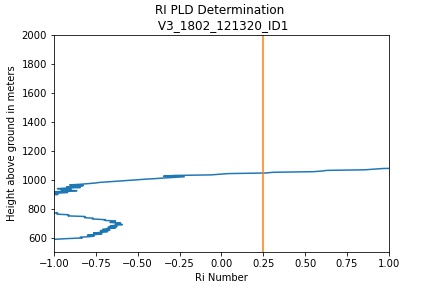 RI PLD Determination
V3_1802_121320_ID1
Height above ground in meters
2000
1800
1600
1400
1200
1000
800
600
−1.00 −0.75 −0.50 −0.25 0.00 0.25 0.50 0.75 1.00
Ri Number